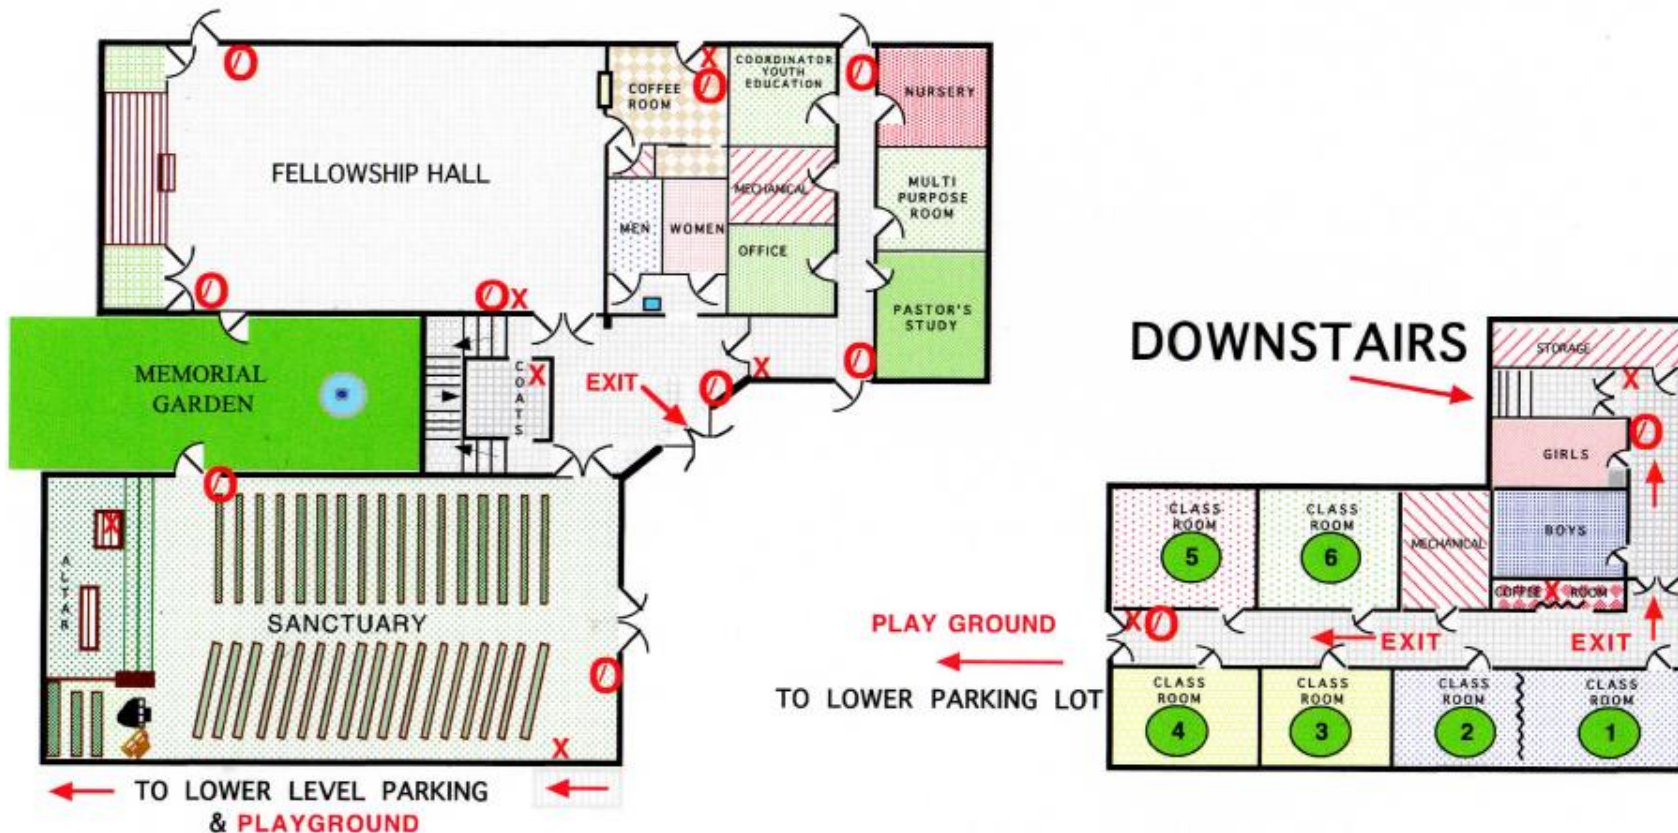 COORDINATOR
YOUTH
EDUCATION
COFFEE
ROOM
NURSERY
FELLOWSHIP HALL
MECHANICAL
MULTI
PURPOSE
ROOM
MEN
WOMEN
OFFICE
PASTOR'S
STUDY
MEMORIAL
GARDEN
COATS
EXIT
X
X
X
X
O
O
O
O
O
O
O
O
O
X
ALTAR
SANCTUARY
X
TO LOWER LEVEL PARKING
& PLAYGROUND
DOWNSTAIRS
STORAGE
X
O
GIRLS
BOYS
CLASS
ROOM
5
CLASS
ROOM
6
MECHANICAL
COFFEE X ROOM
X O
PLAY GROUND
EXIT
EXIT
TO LOWER PARKING LOT
CLASS
ROOM
4
CLASS
ROOM
3
CLASS
ROOM
2
CLASS
ROOM
1